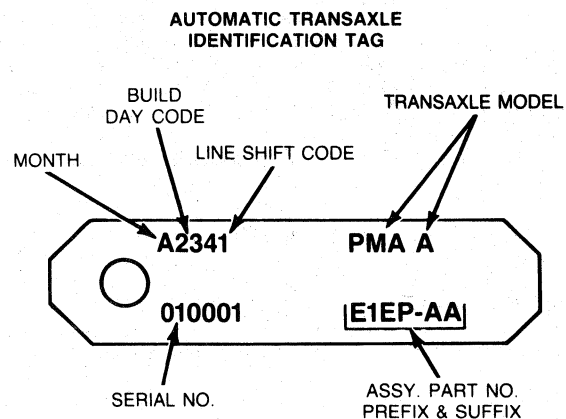 AUTOMATIC TRANSAXLE
IDENTIFICATION TAG
BUILD
DAY CODE
TRANSAXLE MODEL
MONTH
LINE SHIFT CODE
A2341
PMA A
010001
E1EP-AA
SERIAL NO.
ASSY. PART NO.
PREFIX & SUFFIX